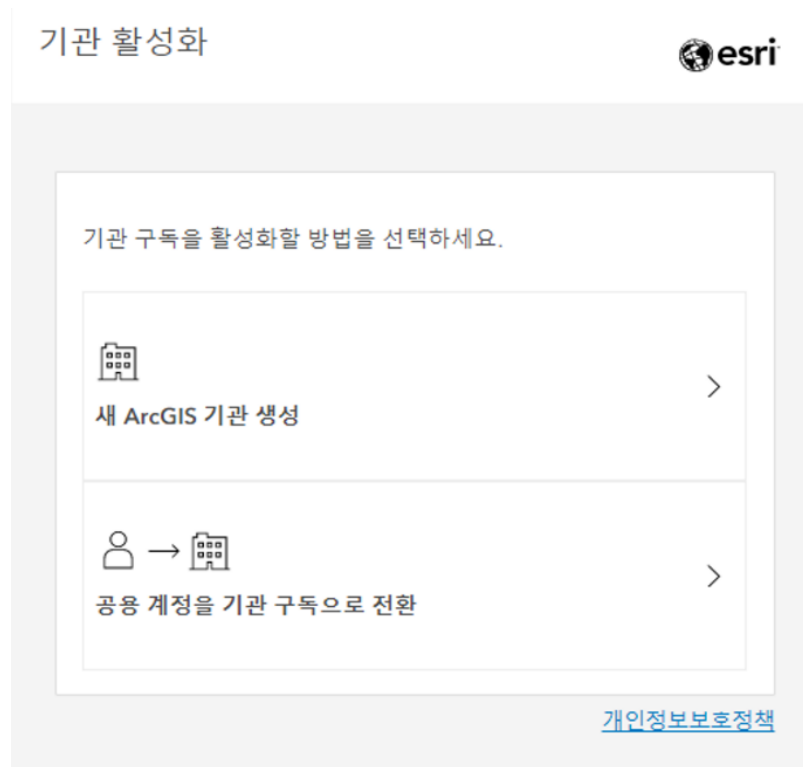 기관 활성화
esri
기관 구독을 활성화할 방법을 선택하세요.
새 ArcGIS 기관 생성
공용 계정을 기관 구독으로 전환
개인정보보호정책